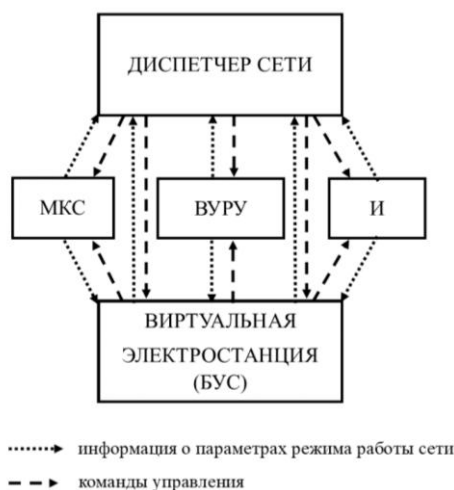 ДИСПЕТЧЕР СЕТИ
МКС
ВУРУ
И
ВИРТУАЛЬНАЯ
ЭЛЕКТРОСТАНЦИЯ
(БУС)
информация о параметрах режима работы сети
команды управления